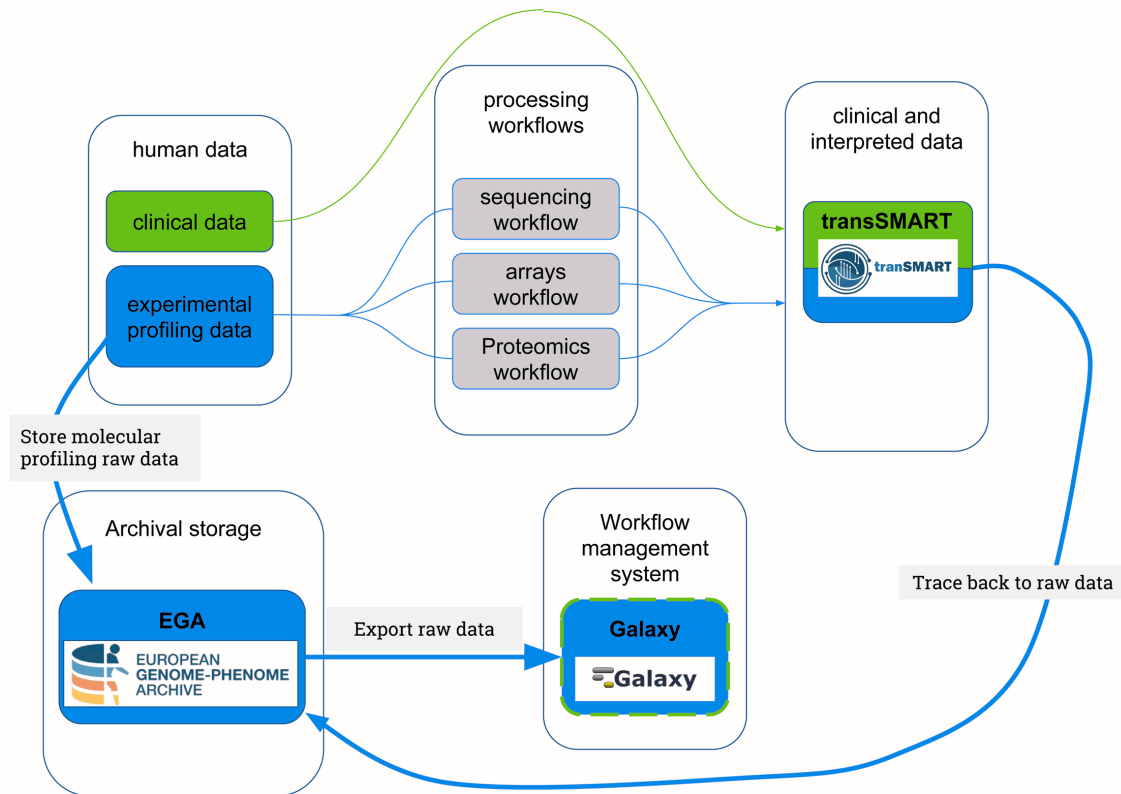 human data
clinical data
experimental
profiling data
processing
workflows
sequencing
workflow
arrays
workflow
Proteomics
workflow
clinical and
interpreted data
transSMART
tranSMART
Store molecular
profiling raw data
Archival storage
EGA
EUROPEAN
GENOME-PHENOME
ARCHIVE
Export raw data
Workflow
management
system
Galaxy
Galaxy
Trace back to raw data